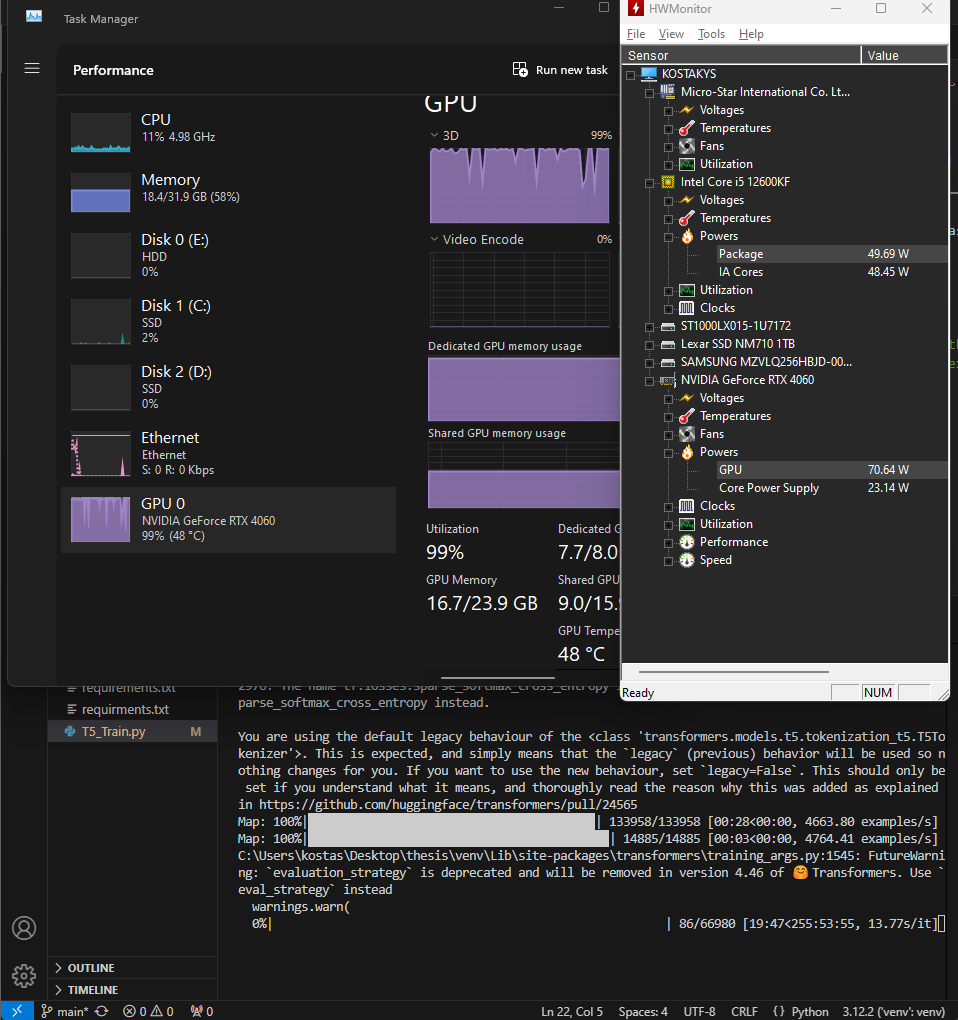 Task Manager
Performance
Run new task
CPU
11% 4.98 GHz
Memory
18.4/31.9 GB (58%)
Disk 0 (E:)
HDD
0%
Disk 1 (C:)
SSD
2%
Disk 2 (D:)
SSD
0%
Ethernet
Ethernet
S: 0 R: 0 Kbps
GPU 0
NVIDIA GeForce RTX 4060
99% (48 °C)
GPU
3D 99%
Video Encode 0%
Dedicated GPU memory usage
Shared GPU memory usage
Utilization Dedicated G
99% 7.7/8.0
GPU Memory Shared GPU
16.7/23.9 GB 9.0/15.
GPU Tempe
48 °C
HWMonitor
File View Tools Help
Sensor Value
KOSTAKYS
Micro-Star International Co. Lt...
Voltages
Temperatures
Fans
Utilization
Intel Core i5 12600KF
Voltages
Temperatures
Powers
Package 49.69 W
IA Cores 48.45 W
Utilization
Clocks
ST1000LX015-1U7172
Lexar SSD NM710 1TB
SAMSUNG MZVLQ256HBJD-00...
NVIDIA GeForce RTX 4060
Voltages
Temperatures
Fans
Powers
GPU 70.64 W
Core Power Supply 23.14 W
Clocks
Utilization
Performance
Speed
Ready NUM
requirements.txt
requirments.txt
T5_Train.py M
OUTLINE
TIMELINE
2976: The name tf.losses.sparse_softmax_cross_entropy
parse_softmax_cross_entropy instead.
You are using the default legacy behaviour of the <class 'transformers.models.t5.tokenization_t5.T5To
kenizer'>. This is expected, and simply means that the `legacy` (previous) behavior will be used so n
othing changes for you. If you want to use the new behaviour, set `legacy=False`. This should only be
set if you understand what it means, and thoroughly read the reason why this was added as explained
in https://github.com/huggingface/transformers/pull/24565
Map: 100%| | 133958/133958 [00:28<00:00, 4663.80 examples/s]
Map: 100%| | 14885/14885 [00:03<00:00, 4764.41 examples/s]
C:\Users\kostas\Desktop\thesis\venv\Lib\site-packages\transformers\training_args.py:1545: FutureWarni
ng: `evaluation_strategy` is deprecated and will be removed in version 4.46 of 🤗 Transformers. Use `
eval_strategy` instead
warnings.warn(
0%| | 86/66980 [19:47<255:53:55, 13.77s/it]
main* 0 0 0 Ln 22, Col 5 Spaces: 4 UTF-8 CRLF {} Python 3.12.2 ('venv': venv)